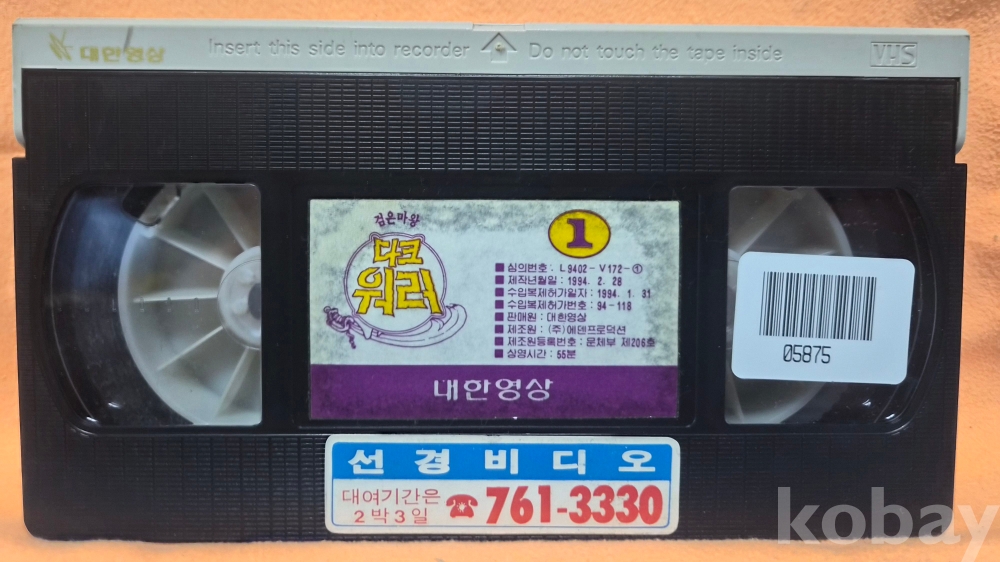 대한영상 Insert this side into recorder Do not touch the tape inside VHS
검은마왕
다크
워러
1
■ 심의번호 : L9402-V172-①
■ 제작년월일 : 1994. 2. 28
■ 수입복제허가일자 : 1994. 1. 31
■ 수입복제허가번호 : 94-118
■ 판매원 : 대한영상
■ 제조원 : (주)에덴프로덕션
■ 제조원등록번호 : 문체부 제206호
■ 상영시간 : 55분
대한영상
05875
선경비디오
대여기간은
2박3일
☎761-3330
kobay